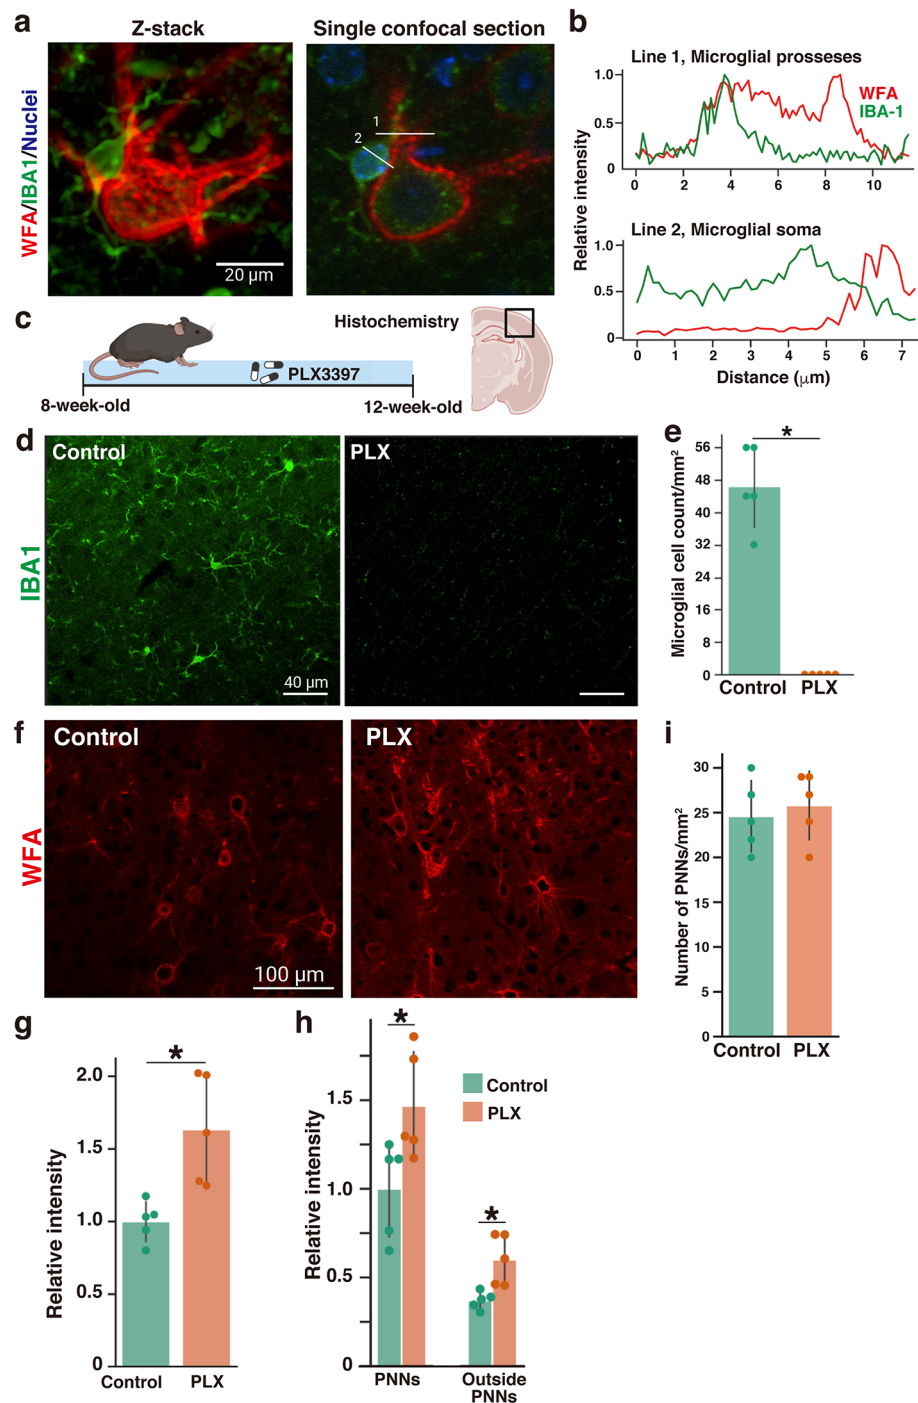 a
Z-stack
Single confocal section
WFA/IBA1/Nuclei
20 µm
1
2
b
Line 1, Microglial prosseses
1.0
0.5
0
WFA
IBA-1
0 2 4 6 8 10
Relative intensity
Line 2, Microglial soma
1.0
0.5
0
0 1 2 3 4 5 6 7
Distance (µm)
c
Histochemistry
PLX3397
8-week-old
12-week-old
d
Control
PLX
IBA1
40 µm
e
Microglial cell count/mm²
56
48
40
32
24
16
8
0
*
Control PLX
f
Control
PLX
WFA
100 µm
i
Number of PNNs/mm²
30
25
20
15
10
5
0
Control PLX
g
Relative intensity
2.0
1.5
1.0
0.5
0
*
Control PLX
h
Relative intensity
1.5
1.0
0.5
0
*
*
Control
PLX
PNNs
Outside
PNNs